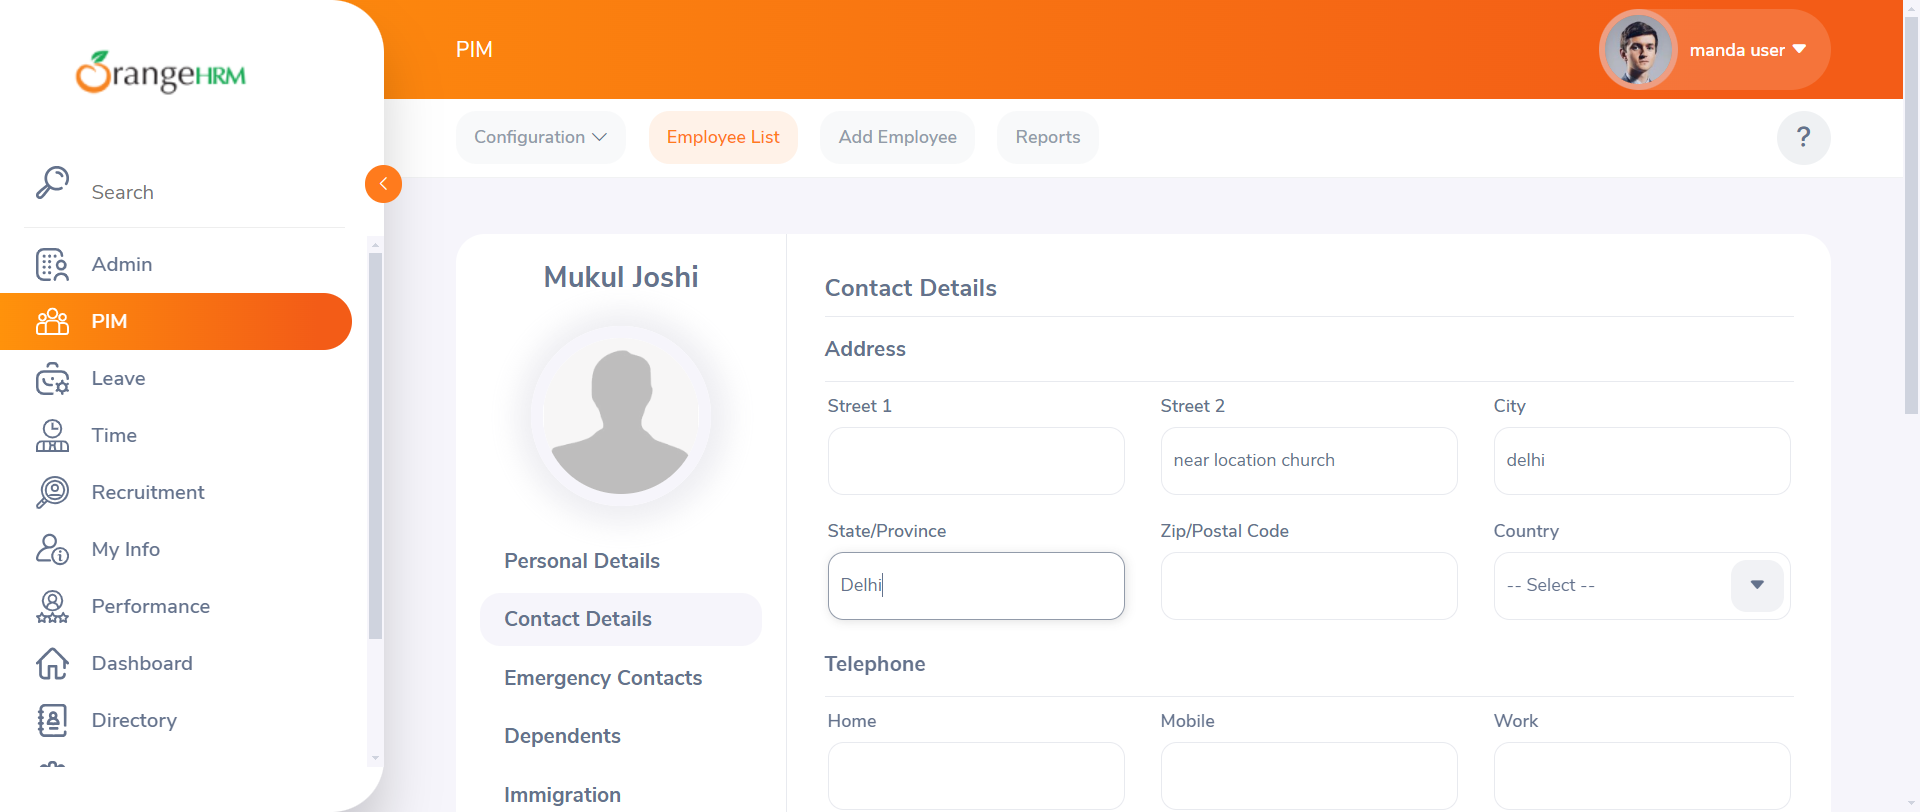 OrangeHRM
Search
Admin
PIM
Leave
Time
Recruitment
My Info
Performance
Dashboard
Directory
PIM
manda user
Configuration
Employee List
Add Employee
Reports
?
Mukul Joshi
Personal Details
Contact Details
Emergency Contacts
Dependents
Immigration
Contact Details
Address
Street 1
Street 2
City
near location church
delhi
State/Province
Zip/Postal Code
Country
Delhi
-- Select --
Telephone
Home
Mobile
Work